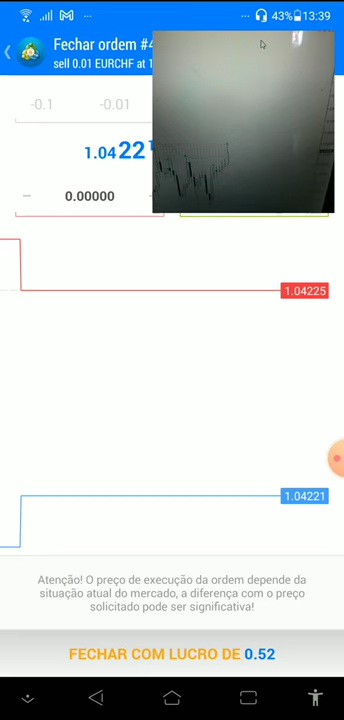 43% 13:39
Fechar ordem #4
sell 0.01 EURCHF at 1
-0.1 -0.01
1.0422
0.00000
1.04225
1.04221
Atenção! O preço de execução da ordem depende da
situação atual do mercado, a diferença com o preço
solicitado pode ser significativa!
FECHAR COM LUCRO DE 0.52